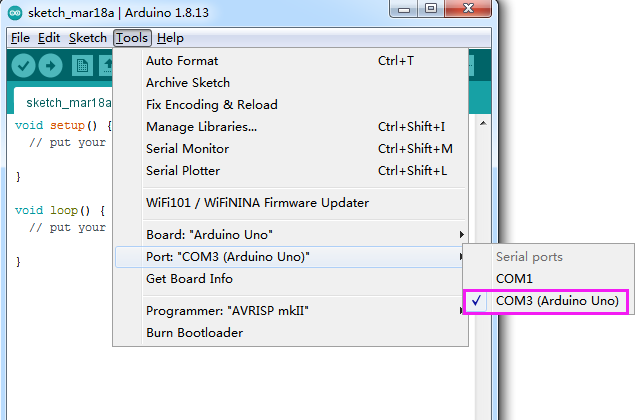 sketch_mar18a | Arduino 1.8.13
File Edit Sketch Tools Help
sketch_mar18a
void setup() {
// put your
}
void loop() {
// put your
}
Auto Format Ctrl+T
Archive Sketch
Fix Encoding & Reload
Manage Libraries... Ctrl+Shift+I
Serial Monitor Ctrl+Shift+M
Serial Plotter Ctrl+Shift+L
WiFi101 / WiFiNINA Firmware Updater
Board: "Arduino Uno"
Port: "COM3 (Arduino Uno)"
Get Board Info
Programmer: "AVRISP mkII"
Burn Bootloader
Serial ports
COM1
COM3 (Arduino Uno)